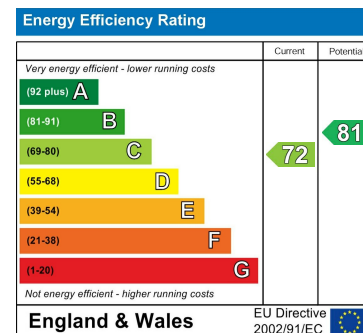 Energy Efficiency Rating
Current Potentia
Very energy efficient - lower running costs
(92 plus) A
(81-91) B
(69-80) C
(55-68) D
(39-54) E
(21-38) F
(1-20) G
72
81
Not energy efficient - higher running costs
England & Wales
EU Directive
2002/91/EC